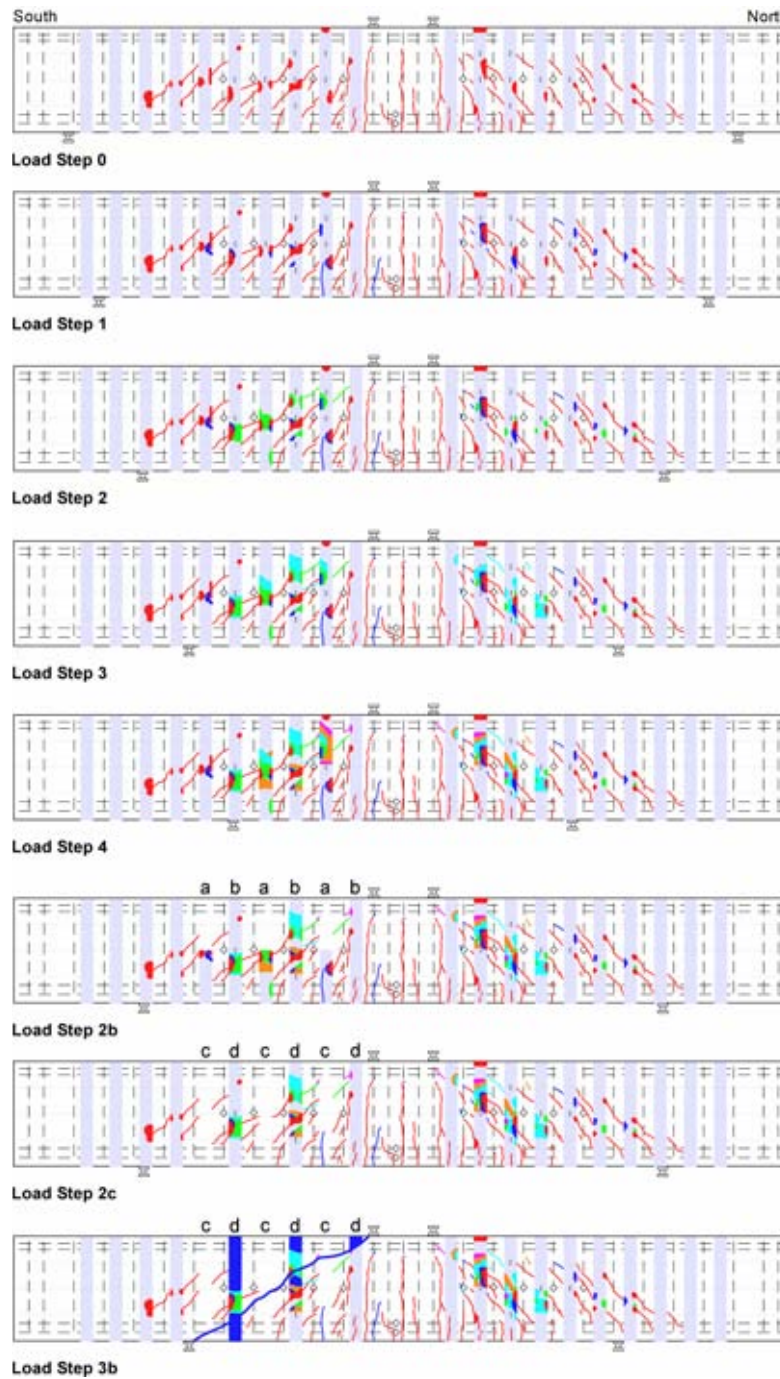 South Nort
Load Step 0
Load Step 1
Load Step 2
Load Step 3
Load Step 4
a b a b a b
Load Step 2b
c d c d c d
Load Step 2c
c d c d c d
Load Step 3b